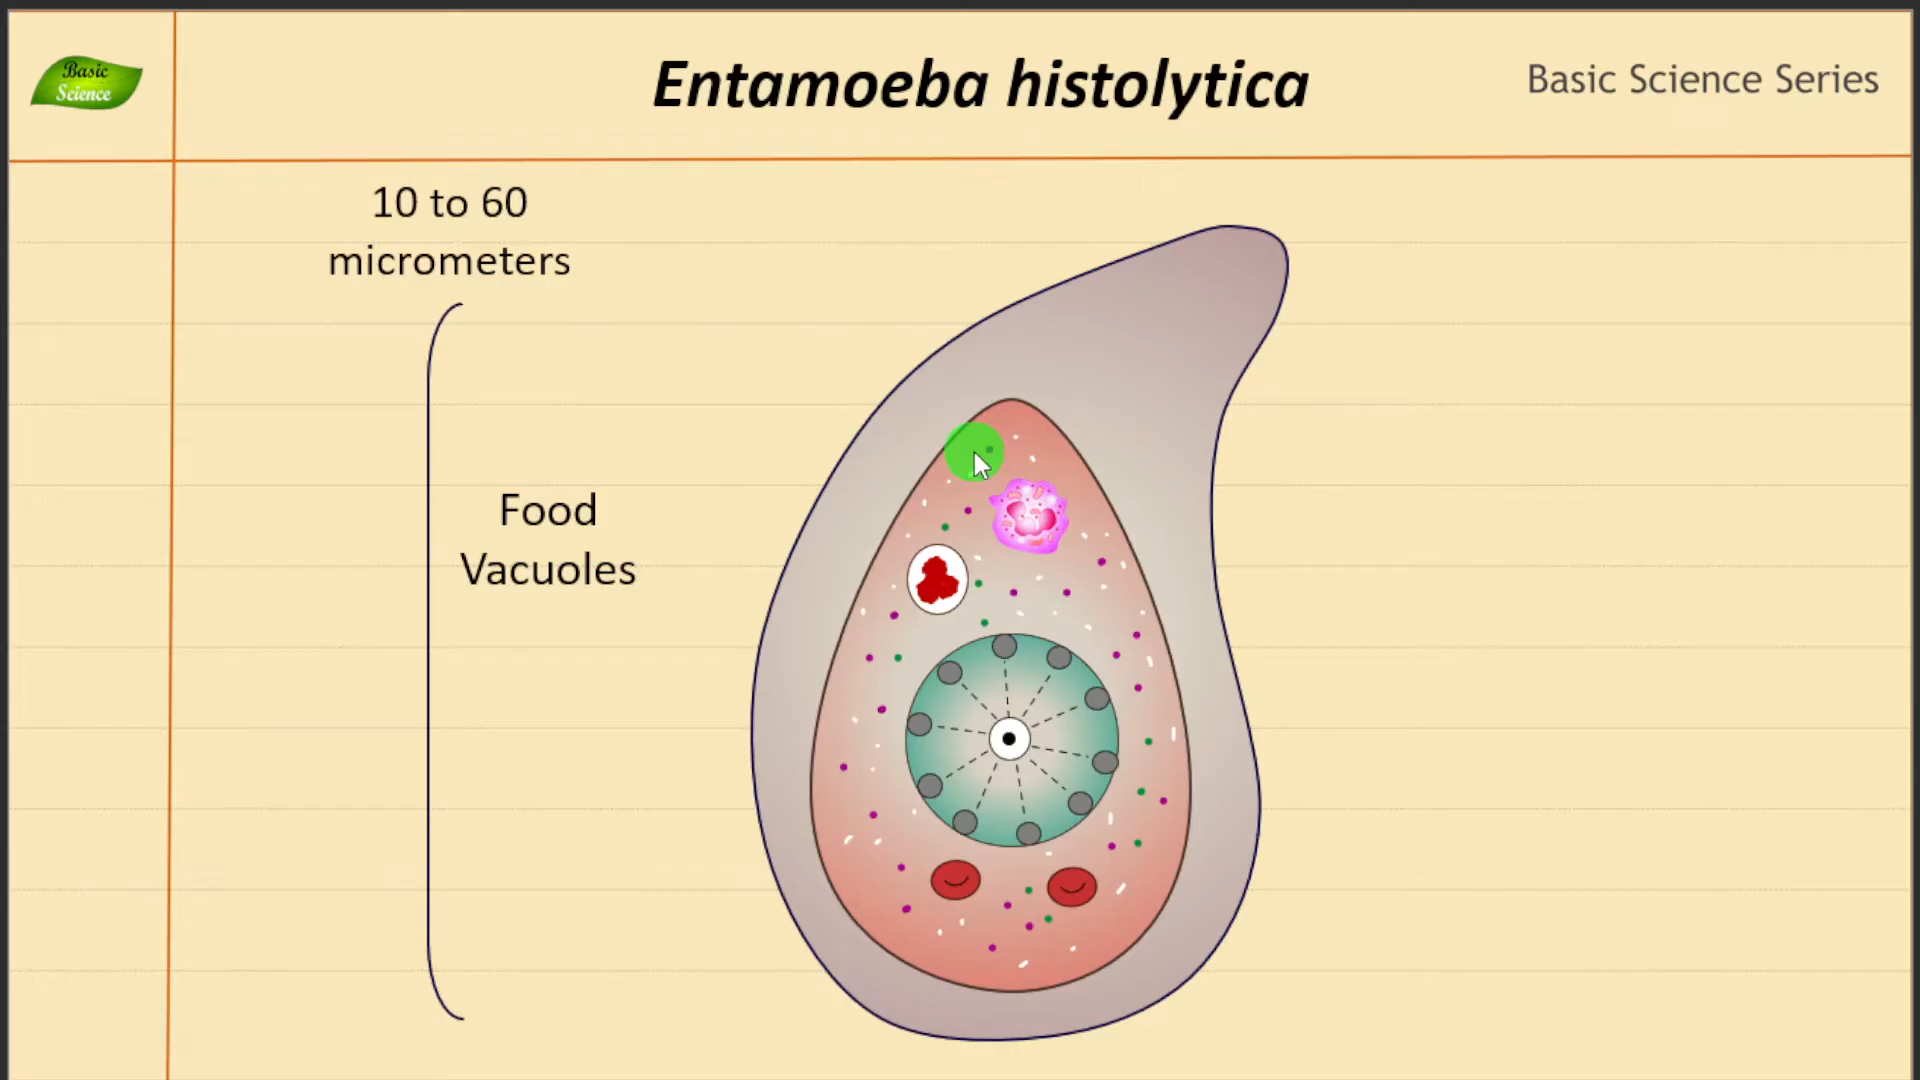 Basic
Science
Entamoeba histolytica
Basic Science Series
10 to 60
micrometers
Food
Vacuoles